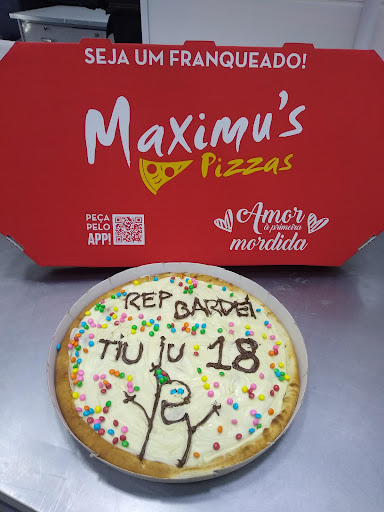 SEJA UM FRANQUEADO!
Maximu's
Pizzas
PEÇA
PELO
APP!
Amor
à primeira
mordida
REP BARDEI
TIU JU 18